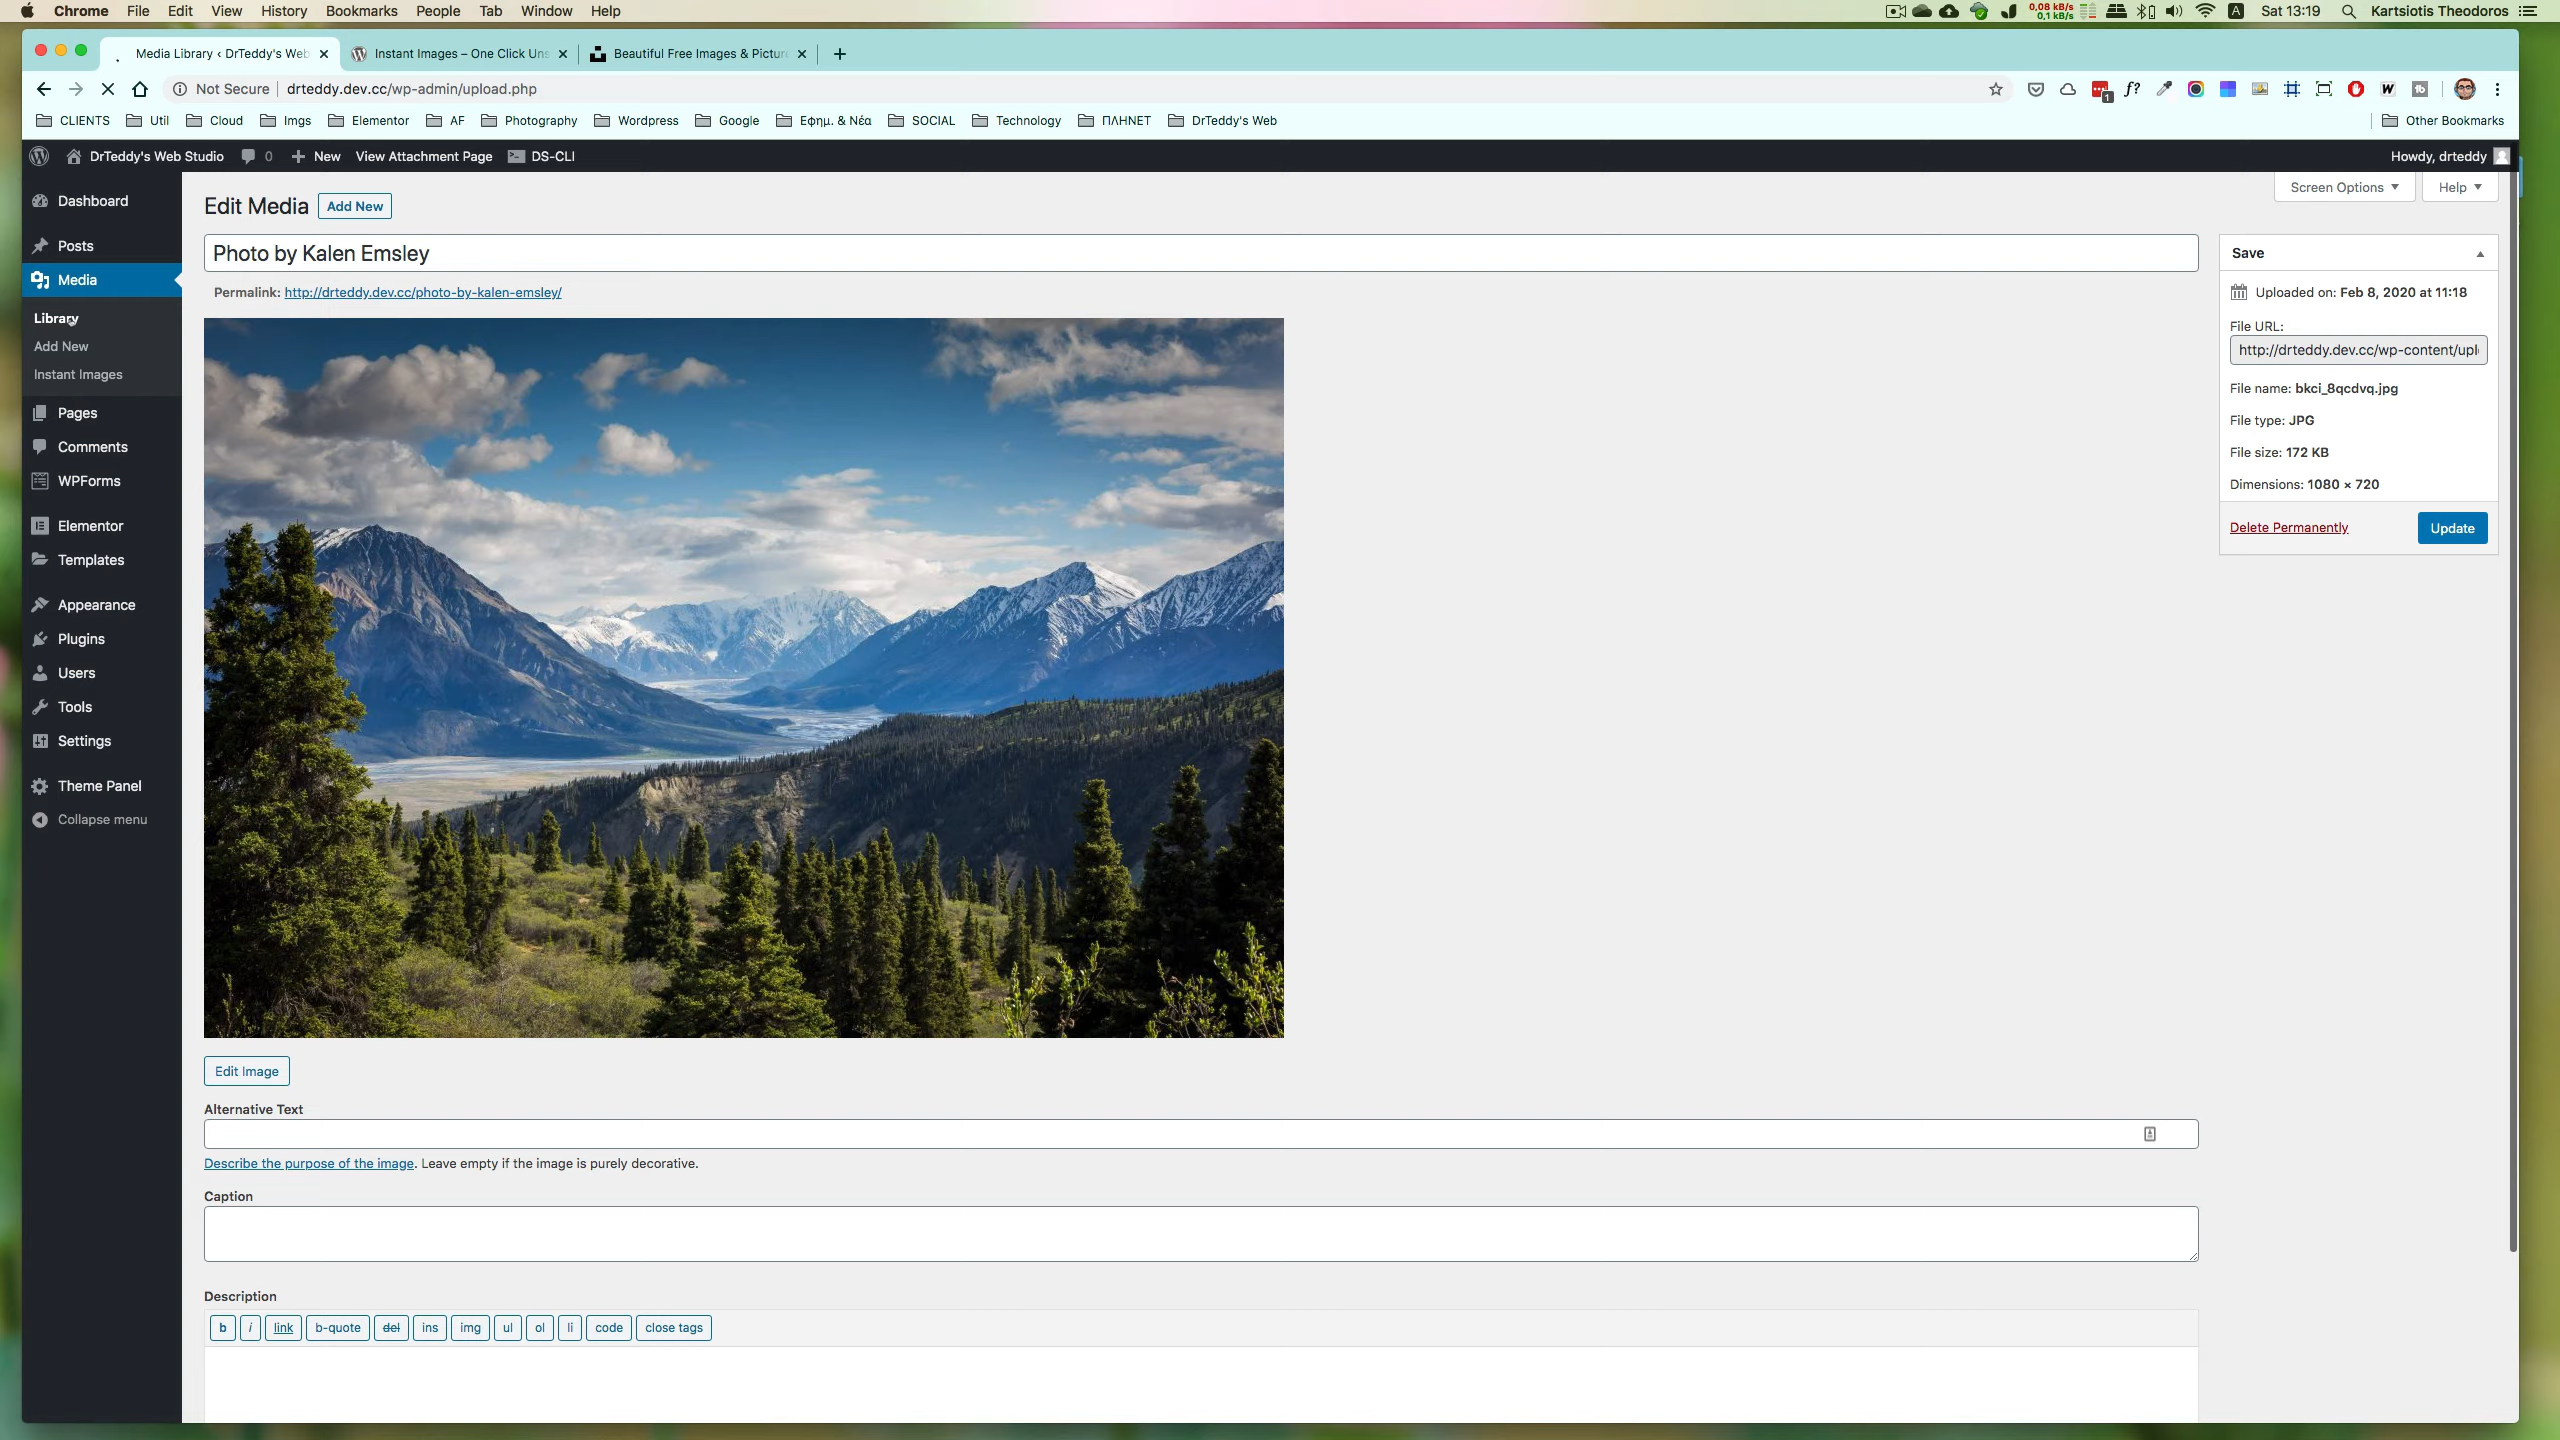 Chrome File Edit View History Bookmarks People Tab Window Help
0,08 kB/s
0,1 kB/s
A Sat 13:19 Kartsiotis Theodoros
Media Library ‹ DrTeddy's Web
Instant Images – One Click Uns
Beautiful Free Images & Pictur
Not Secure drteddy.dev.cc/wp-admin/upload.php
CLIENTS Util Cloud Imgs Elementor AF Photography Wordpress Google Εφημ. & Νέα SOCIAL Technology ΠΛΗΝΕΤ DrTeddy's Web Other Bookmarks
DrTeddy's Web Studio 0 New View Attachment Page DS-CLI Howdy, drteddy
Dashboard
Posts
Media
Library
Add New
Instant Images
Pages
Comments
WPForms
Elementor
Templates
Appearance
Plugins
Users
Tools
Settings
Theme Panel
Collapse menu
Screen Options Help
Edit Media Add New
Photo by Kalen Emsley
Permalink: http://drteddy.dev.cc/photo-by-kalen-emsley/
Edit Image
Alternative Text
Describe the purpose of the image. Leave empty if the image is purely decorative.
Caption
Description
b i link b-quote del ins img ul ol li code close tags
Save
Uploaded on: Feb 8, 2020 at 11:18
File URL:
http://drteddy.dev.cc/wp-content/upl
File name: bkci_8qcdvq.jpg
File type: JPG
File size: 172 KB
Dimensions: 1080 × 720
Delete Permanently Update